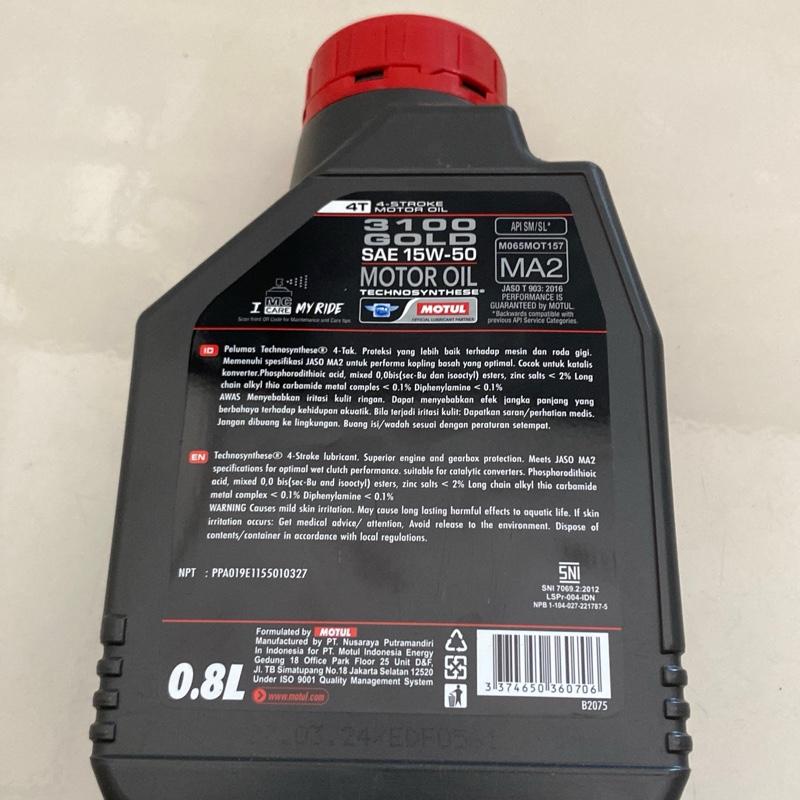 4T 4-STROKE
MOTOR OIL
3100
GOLD
SAE 15W-50
MOTOR OIL
TECHNOSYNTHESE®
MOTUL
OFFICIAL LUBRICANT PARTNER
API SM/SL*
M065MOT157
MA2
JASO T 903: 2016
PERFORMANCE IS
GUARANTEED by MOTUL.
*Backwards compatible with
previous API Service Categories.
I MC CARE MY RIDE
Scan front QR Code for Maintenance and Care tips
ID Pelumas Technosynthese® 4-Tak. Proteksi yang lebih baik terhadap mesin dan roda gigi.
Memenuhi spesifikasi JASO MA2 untuk performa kopling basah yang optimal. Cocok untuk katalis
konverter.Phosphorodithioic acid, mixed 0,0bis(sec-Bu dan isooctyl) esters, zinc salts < 2% Long
chain alkyl thio carbamide metal complex < 0.1% Diphenylamine < 0.1%
AWAS Menyebabkan iritasi kulit ringan. Dapat menyebabkan efek jangka panjang yang
berbahaya terhadap kehidupan akuatik. Bila terjadi iritasi kulit: Dapatkan saran/perhatian medis.
Jangan dibuang ke lingkungan. Buang isi/wadah sesuai dengan peraturan setempat.
EN Technosynthese® 4-Stroke lubricant. Superior engine and gearbox protection. Meets JASO MA2
specifications for optimal wet clutch performance. suitable for catalytic converters. Phosphorodithioic
acid, mixed 0,0 bis(sec-Bu and isooctyl) esters, zinc salts < 2% Long chain alkyl thio carbamide
metal complex < 0.1% Diphenylamine < 0.1%
WARNING Causes mild skin irritation. May cause long lasting harmful effects to aquatic life. If skin
irritation occurs: Get medical advice/ attention, Avoid release to the environment. Dispose of
contents/container in accordance with local regulations.
NPT : PPA019E1155010327
SNI
SNI 7069.2:2012
LSPr-004-IDN
NPB 1-104-027-221787-5
0.8L
Formulated by MOTUL
Manufactured by PT. Nusaraya Putramandiri
In Indonesia for PT. Motul Indonesia Energy
Gedung 18 Office Park Floor 25 Unit D&F,
Jl. TB Simatupang No.18 Jakarta Selatan 12520
Under ISO 9001 Quality Management System
www.motul.com
3 374650 360706
B2075